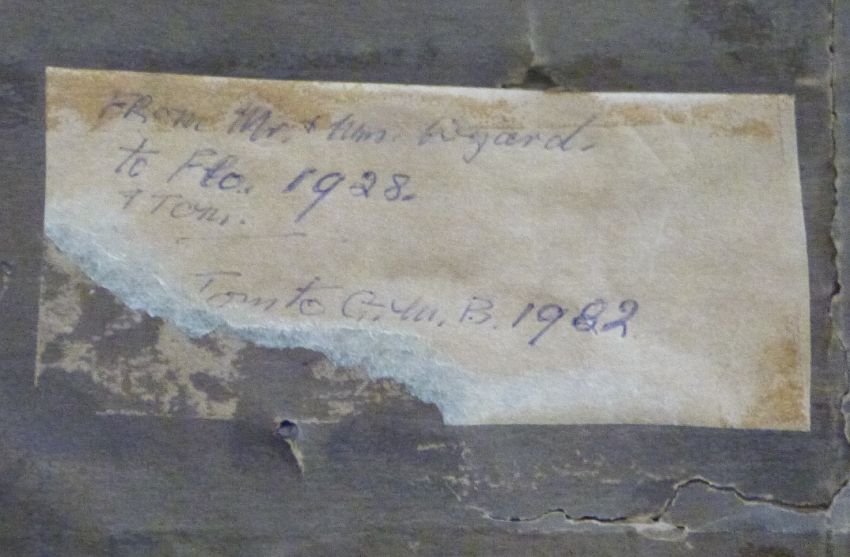 From Mr. & Mrs. Wyard.
to Flo. 1928.
& Tom.
Tom to G.M.B. 1982